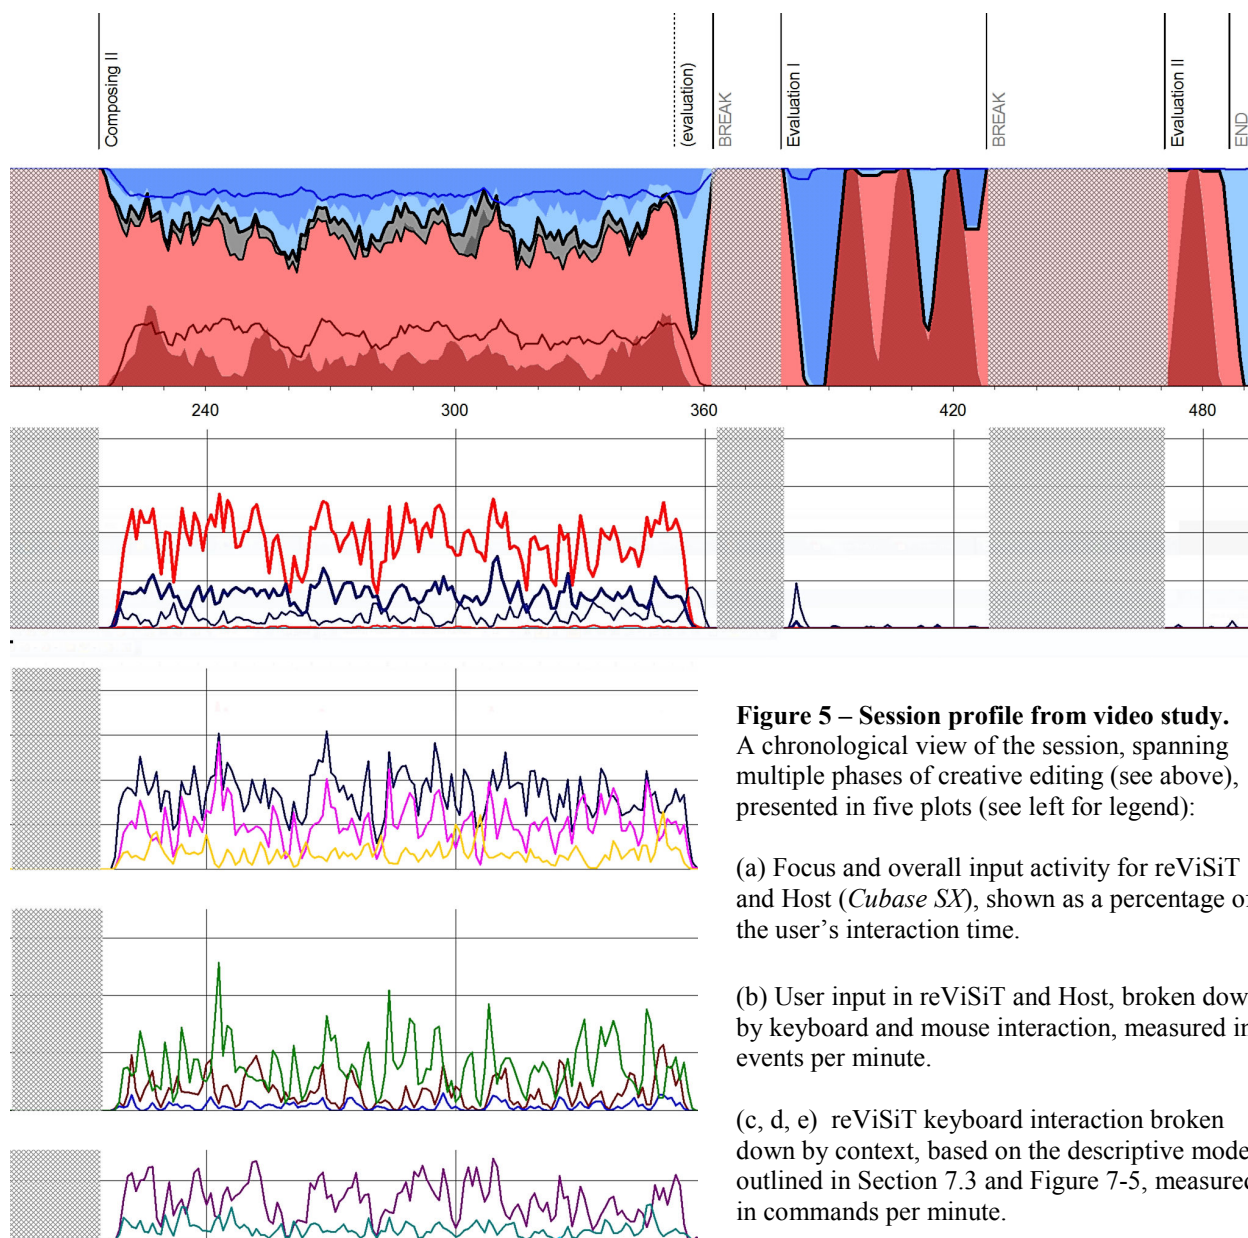 Composing II
(evaluation)
BREAK
Evaluation I
BREAK
Evaluation II
END
240 300 360 420 480
Figure 5 – Session profile from video study.
A chronological view of the session, spanning
multiple phases of creative editing (see above),
presented in five plots (see left for legend):
(a) Focus and overall input activity for reViSiT
and Host (Cubase SX), shown as a percentage of
the user’s interaction time.
(b) User input in reViSiT and Host, broken dow
by keyboard and mouse interaction, measured in
events per minute.
(c, d, e) reViSiT keyboard interaction broken
down by context, based on the descriptive mode
outlined in Section 7.3 and Figure 7-5, measured
in commands per minute.